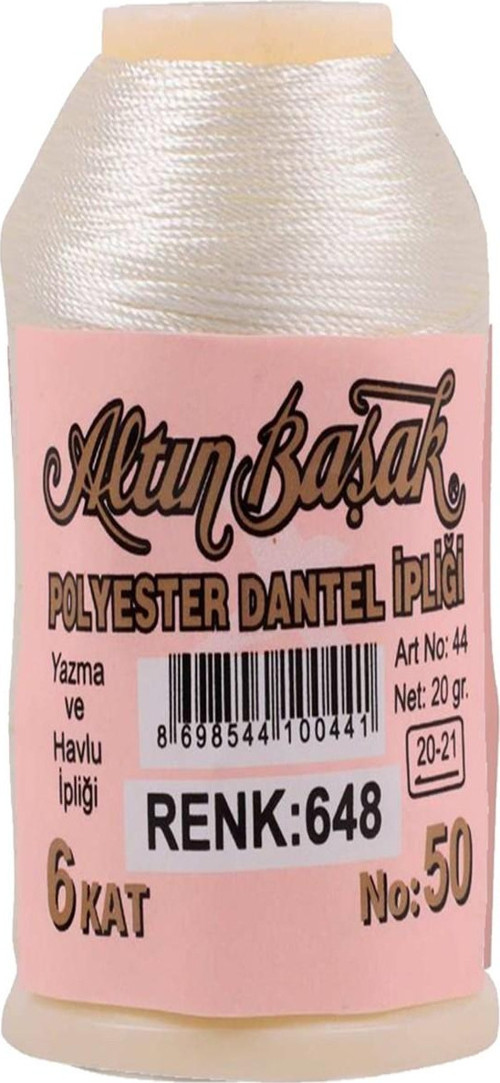 Altın Başak®
POLYESTER DANTEL İPLİĞİ
Yazma
ve
Havlu
İpliği
8 698544 100441
Art No: 44
Net: 20 gr.
20-21
RENK:648
6 KAT
No:50